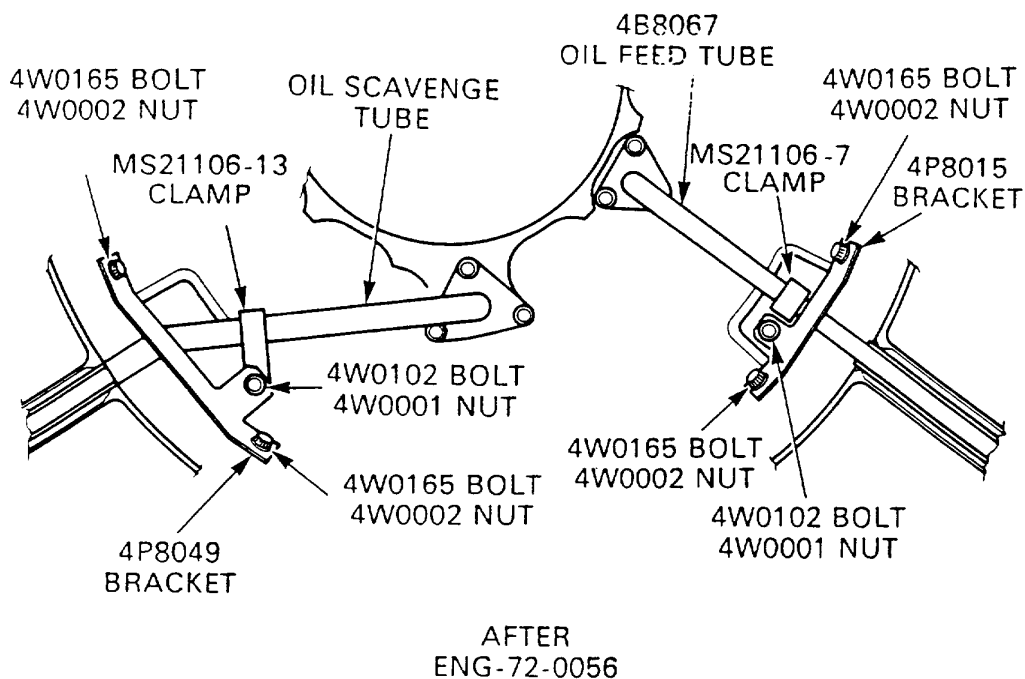 4B8067
OIL FEED TUBE
4W0165 BOLT
4W0002 NUT
OIL SCAVENGE
TUBE
4W0165 BOLT
4W0002 NUT
MS21106-13
CLAMP
MS21106-7
CLAMP
4P8015
BRACKET
4W0102 BOLT
4W0001 NUT
4W0165 BOLT
4W0002 NUT
4W0165 BOLT
4W0002 NUT
4W0102 BOLT
4W0001 NUT
4P8049
BRACKET
AFTER
ENG-72-0056